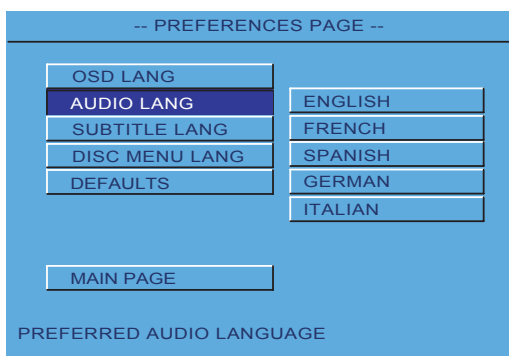 -- PREFERENCES PAGE --
OSD LANG
AUDIO LANG
SUBTITLE LANG
DISC MENU LANG
DEFAULTS
ENGLISH
FRENCH
SPANISH
GERMAN
ITALIAN
MAIN PAGE
PREFERRED AUDIO LANGUAGE